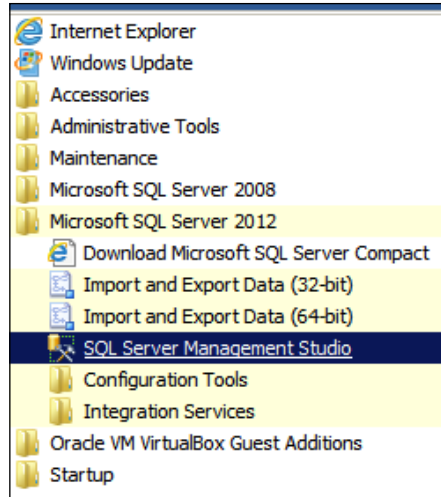 Internet Explorer
Windows Update
Accessories
Administrative Tools
Maintenance
Microsoft SQL Server 2008
Microsoft SQL Server 2012
Download Microsoft SQL Server Compact
Import and Export Data (32-bit)
Import and Export Data (64-bit)
SQL Server Management Studio
Configuration Tools
Integration Services
Oracle VM VirtualBox Guest Additions
Startup